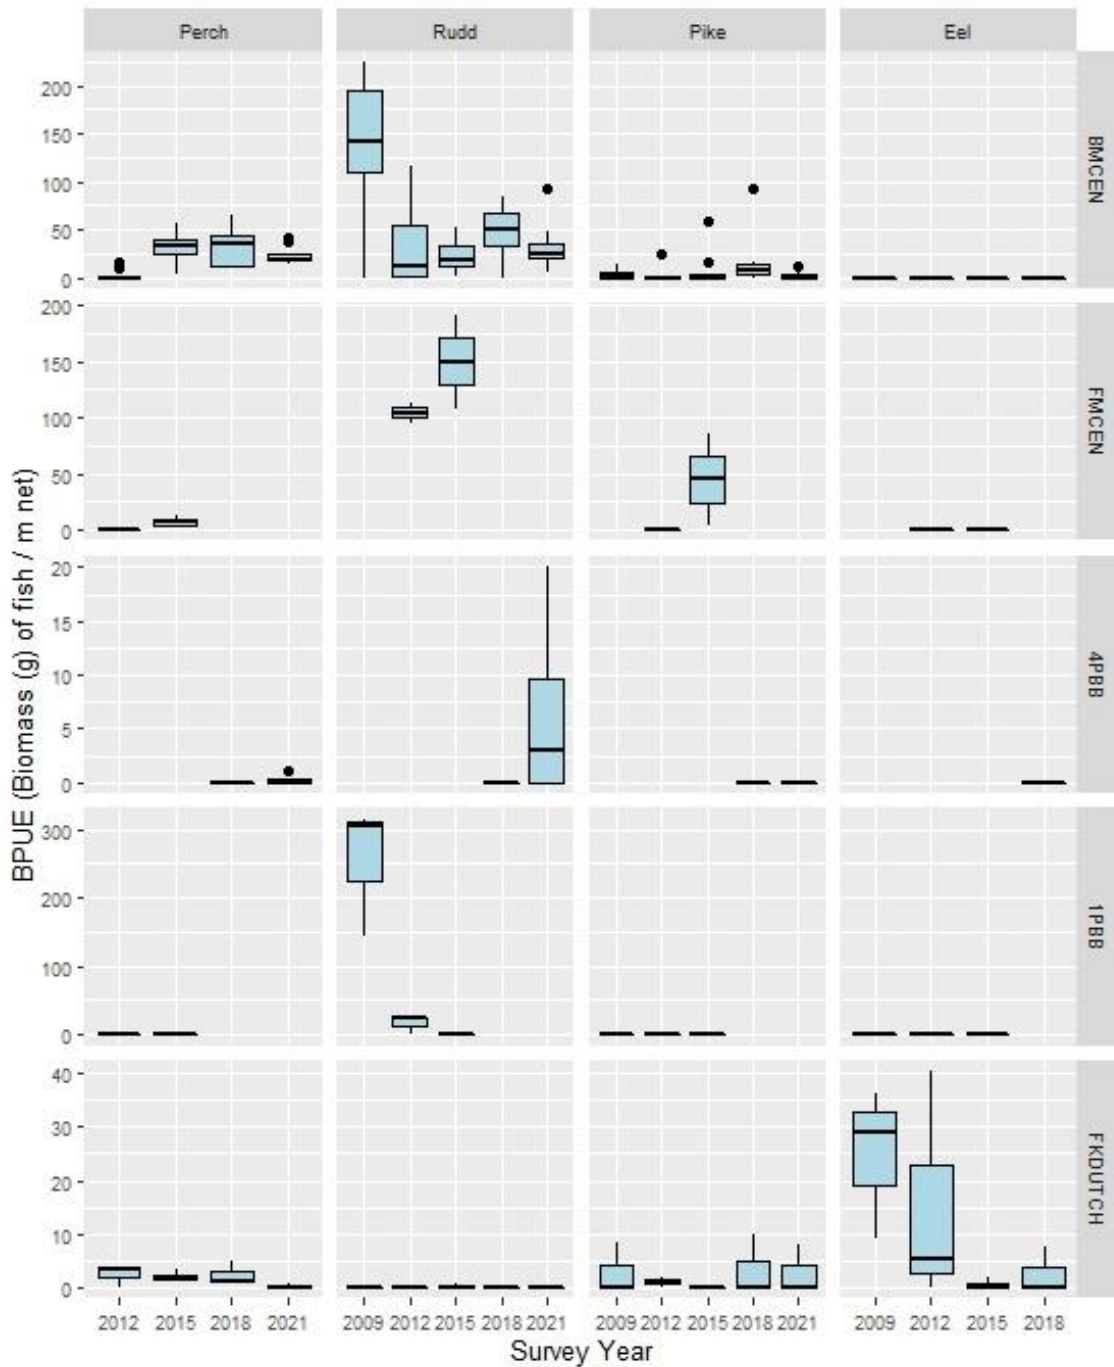 Perch Rudd Pike Eel
200
150
100
50
0
BMCEN
200
150
100
50
0
FMCEN
20
15
10
5
0
4PBB
300
200
100
0
1PBB
40
30
20
10
0
FKDUTCH
BPUE (Biomass (g) of fish / m net)
2012 2015 2018 2021 2009 2012 2015 2018 2021 2009 2012 2015 2018 2021 2009 2012 2015 2018
Survey Year